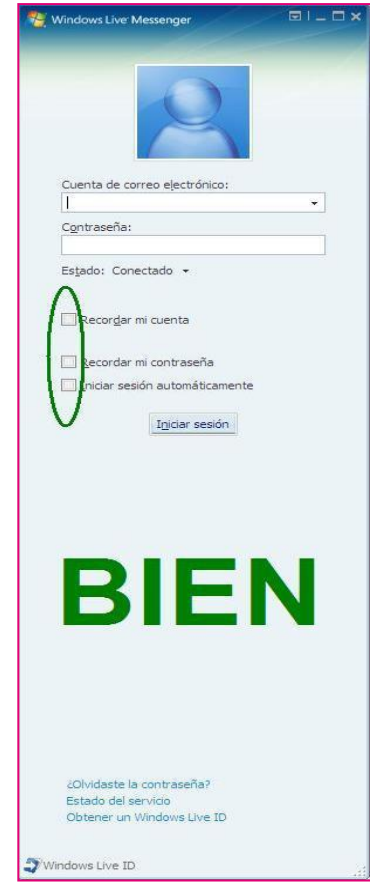 Windows Live Messenger
Cuenta de correo electrónico:
Contraseña:
Estado: Conectado
Recordar mi cuenta
Recordar mi contraseña
Iniciar sesión automáticamente
Iniciar sesión
BIEN
¿Olvidaste la contraseña?
Estado del servicio
Obtener un Windows Live ID
Windows Live ID